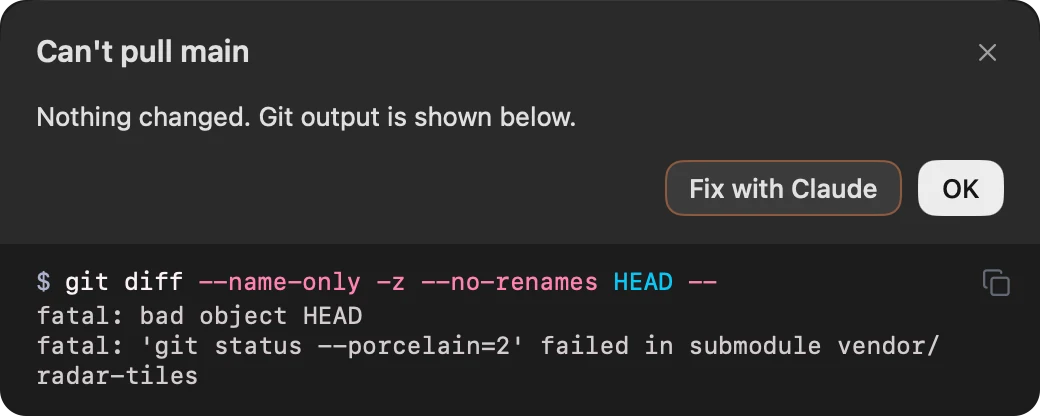 Can't pull main
Nothing changed. Git output is shown below.
Fix with Claude
OK
$ git diff --name-only -z --no-renames HEAD --
fatal: bad object HEAD
fatal: 'git status --porcelain=2' failed in submodule vendor/
radar-tiles